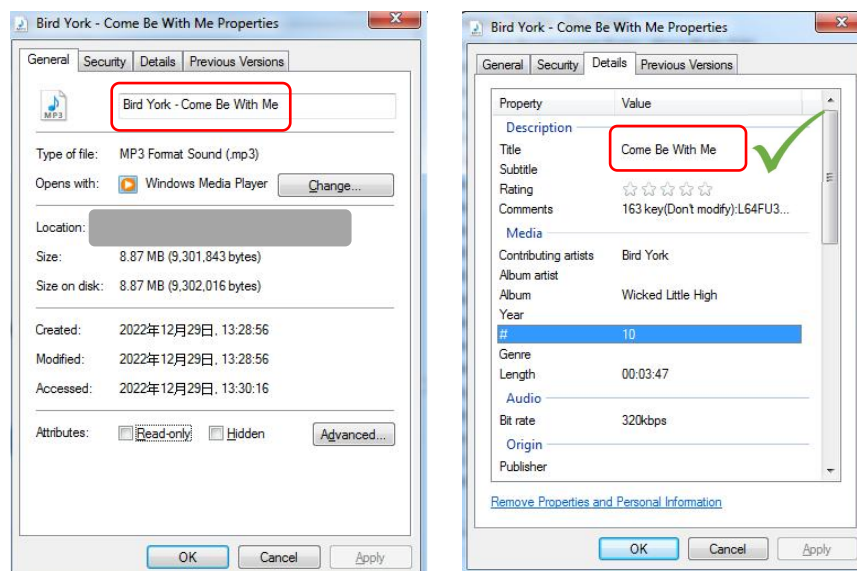 Bird York - Come Be With Me Properties
General Security Details Previous Versions
MP3
Bird York - Come Be With Me
Type of file: MP3 Format Sound (.mp3)
Opens with: Windows Media Player Change...
Location:
Size: 8.87 MB (9,301,843 bytes)
Size on disk: 8.87 MB (9,302,016 bytes)
Created: 2022年12月29日, 13:28:56
Modified: 2022年12月29日, 13:28:56
Accessed: 2022年12月29日, 13:30:16
Attributes: Read-only Hidden Advanced...
OK Cancel Apply
Bird York - Come Be With Me Properties
General Security Details Previous Versions
Property Value
Description
Title Come Be With Me
Subtitle
Rating
Comments 163 key(Don't modify):L64FU3...
Media
Contributing artists Bird York
Album artist
Album Wicked Little High
Year
# 10
Genre
Length 00:03:47
Audio
Bit rate 320kbps
Origin
Publisher
Remove Properties and Personal Information
OK Cancel Apply